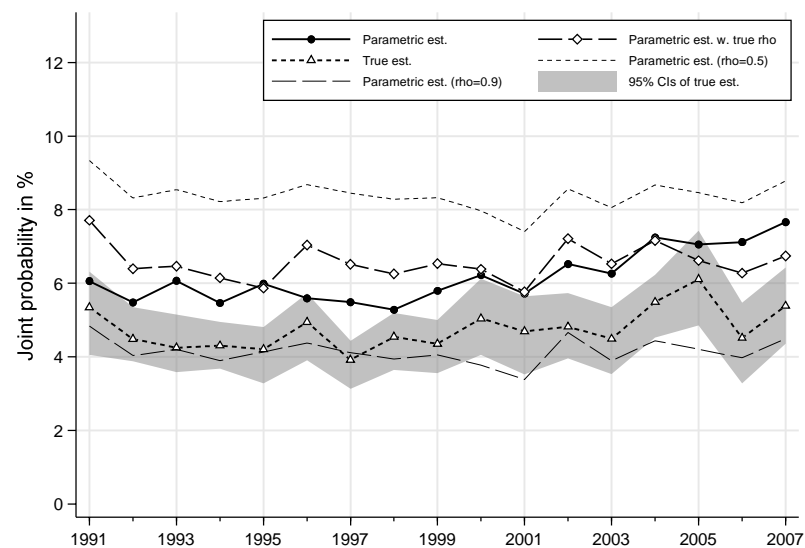 Parametric est.
Parametric est. w. true rho
True est.
Parametric est. (rho=0.5)
Parametric est. (rho=0.9)
95% CIs of true est.
Joint probability in %
12
10
8
6
4
2
0
1991 1993 1995 1997 1999 2001 2003 2005 2007